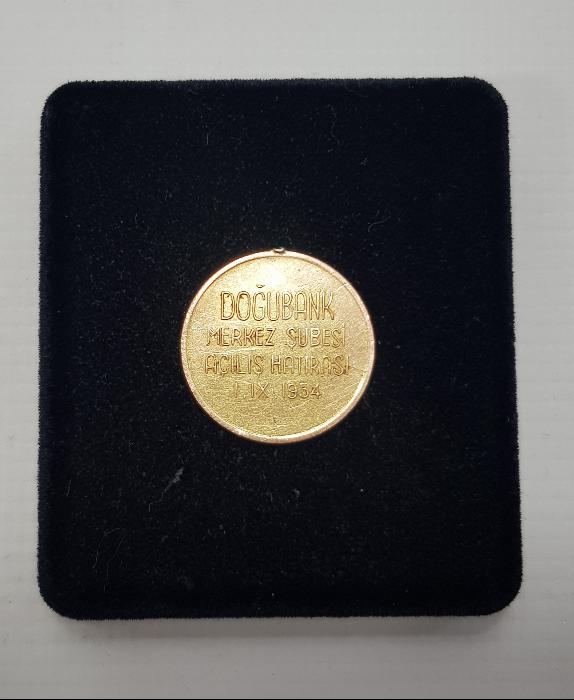 DOĞUBANK
MERKEZ ŞUBESİ
AÇILIŞ HATIRASI
1 IX 1954